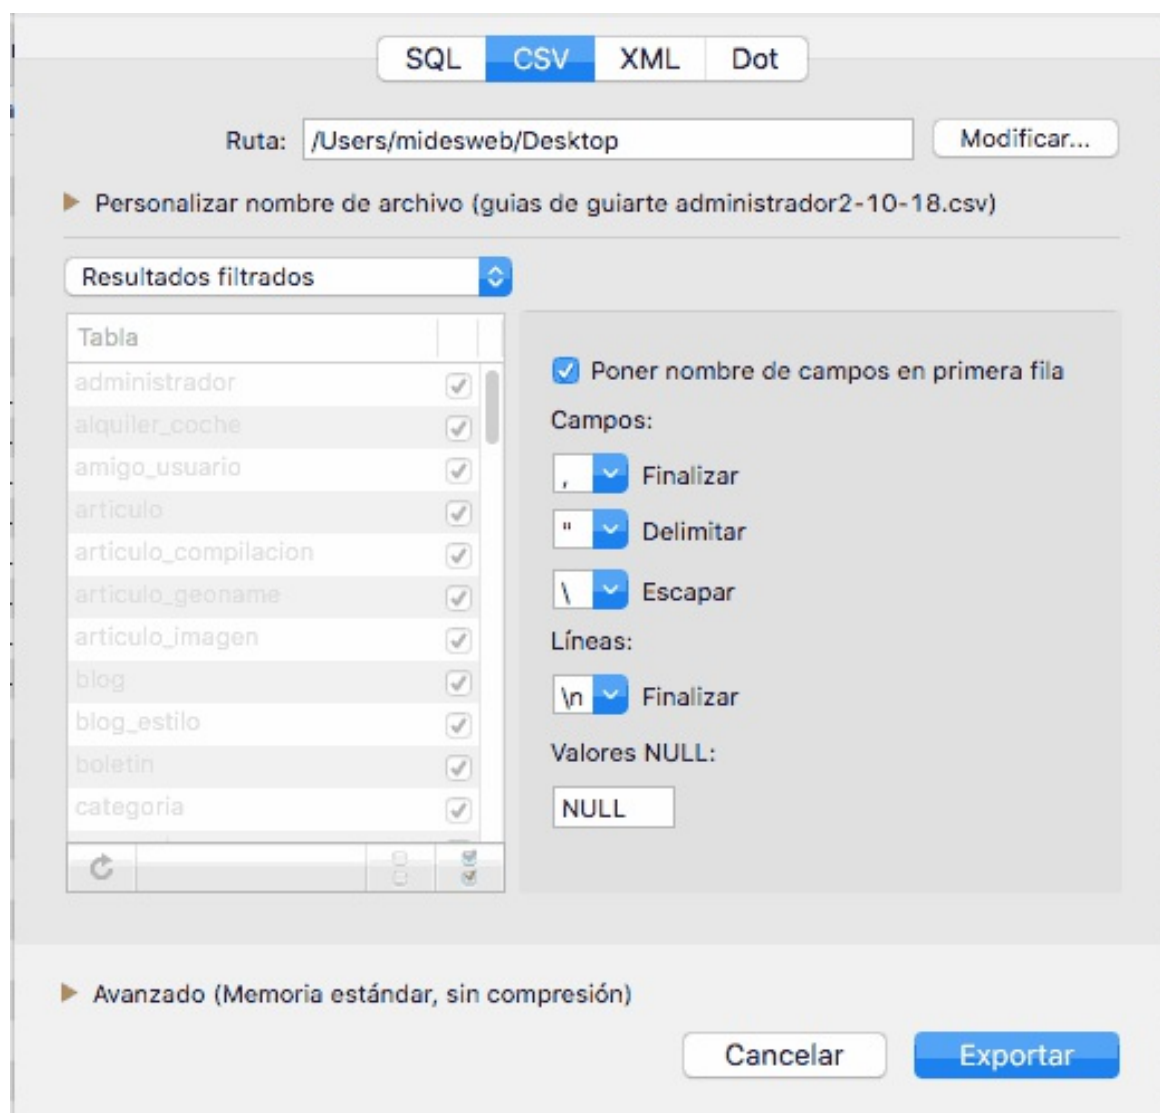 SQL CSV XML Dot
Ruta: /Users/midesweb/Desktop Modificar...
Personalizar nombre de archivo (guias de guiarte administrador2-10-18.csv)
Resultados filtrados
Tabla
administrador
alquiler_coche
amigo_usuario
articulo
articulo_compilacion
articulo_geoname
articulo_imagen
blog
blog_estilo
boletin
categoria
Poner nombre de campos en primera fila
Campos:
, Finalizar
" Delimitar
\ Escapar
Líneas:
\n Finalizar
Valores NULL:
NULL
Avanzado (Memoria estándar, sin compresión)
Cancelar Exportar